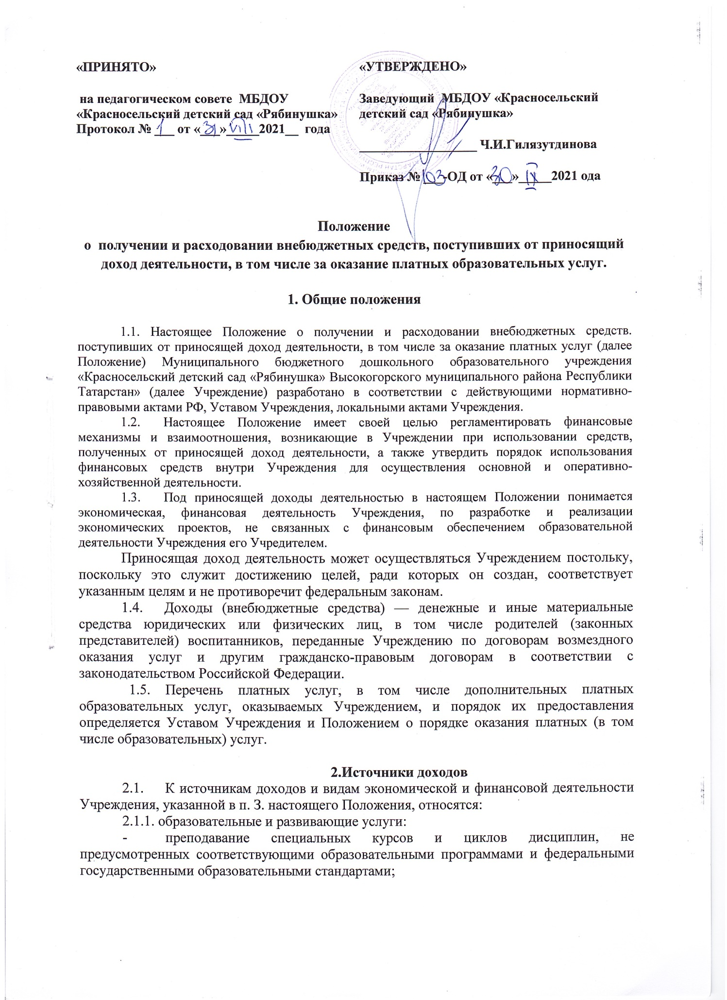 «ПРИНЯТО»
на педагогическом совете МБДОУ
«Красносельский детский сад «Рябинушка»
Протокол № 1 от «31» VIII 2021 года
«УТВЕРЖДЕНО»
Заведующий МБДОУ «Красносельский
детский сад «Рябинушка»
Ч.И.Гилязутдинова
Приказ № 103-ОД от «30» IX 2021 ода
Положение
о получении и расходовании внебюджетных средств, поступивших от приносящий
доход деятельности, в том числе за оказание платных образовательных услуг.
1. Общие положения
1.1. Настоящее Положение о получении и расходовании внебюджетных средств.
поступивших от приносящей доход деятельности, в том числе за оказание платных услуг (далее
Положение) Муниципального бюджетного дошкольного образовательного учреждения
«Красносельский детский сад «Рябинушка» Высокогорского муниципального района Республики
Татарстан» (далее Учреждение) разработано в соответствии с действующими нормативно-
правовыми актами РФ, Уставом Учреждения, локальными актами Учреждения.
1.2. Настоящее Положение имеет своей целью регламентировать финансовые
механизмы и взаимоотношения, возникающие в Учреждении при использовании средств,
полученных от приносящей доход деятельности, а также утвердить порядок использования
финансовых средств внутри Учреждения для осуществления основной и оперативно-
хозяйственной деятельности.
1.3. Под приносящей доходы деятельностью в настоящем Положении понимается
экономическая, финансовая деятельность Учреждения, по разработке и реализации
экономических проектов, не связанных с финансовым обеспечением образовательной
деятельности Учреждения его Учредителем.
Приносящая доход деятельность может осуществляться Учреждением постольку,
поскольку это служит достижению целей, ради которых он создан, соответствует
указанным целям и не противоречит федеральным законам.
1.4. Доходы (внебюджетные средства) — денежные и иные материальные
средства юридических или физических лиц, в том числе родителей (законных
представителей) воспитанников, переданные Учреждению по договорам возмездного
оказания услуг и другим гражданско-правовым договорам в соответствии с
законодательством Российской Федерации.
1.5. Перечень платных услуг, в том числе дополнительных платных
образовательных услуг, оказываемых Учреждением, и порядок их предоставления
определяется Уставом Учреждения и Положением о порядке оказания платных (в том
числе образовательных) услуг.
2.Источники доходов
2.1. К источникам доходов и видам экономической и финансовой деятельности
Учреждения, указанной в п. 3. настоящего Положения, относятся:
2.1.1. образовательные и развивающие услуги:
- преподавание специальных курсов и циклов дисциплин, не
предусмотренных соответствующими образовательными программами и федеральными
государственными образовательными стандартами;